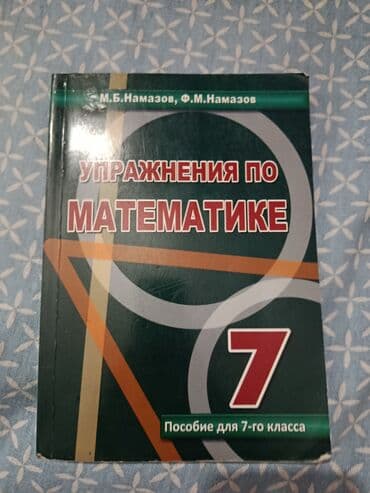 М.Б.Намазов, Ф.М.Намазов
УПРАЖНЕНИЯ ПО
МАТЕМАТИКЕ
7
Пособие для 7-го класса